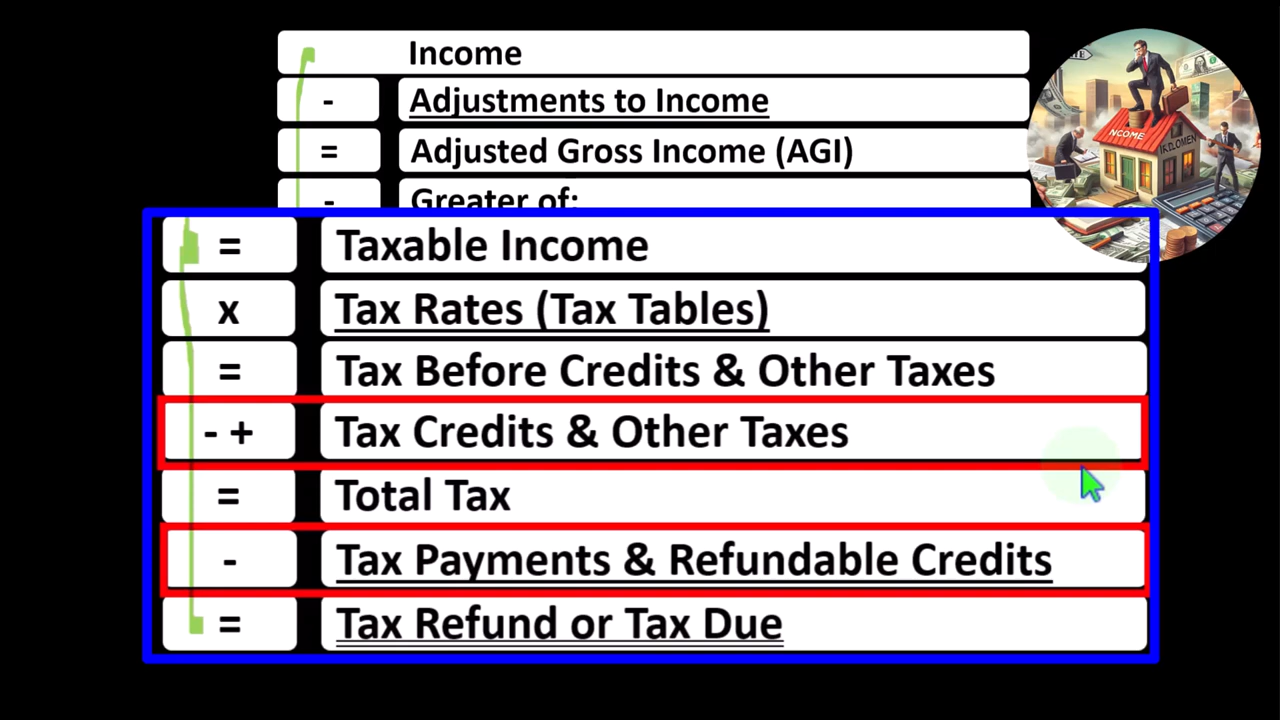 Income
- Adjustments to Income
= Adjusted Gross Income (AGI)
- Greater of:
= Taxable Income
x Tax Rates (Tax Tables)
= Tax Before Credits & Other Taxes
- + Tax Credits & Other Taxes
= Total Tax
- Tax Payments & Refundable Credits
= Tax Refund or Tax Due
NCOME